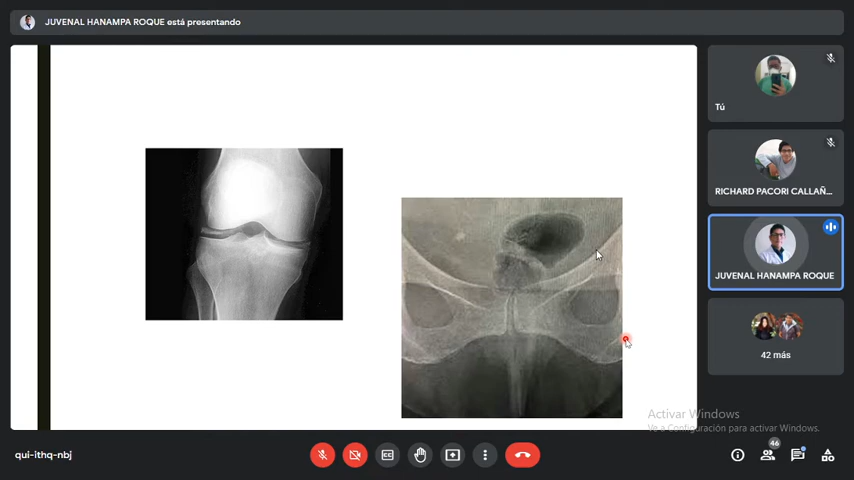 JUVENAL HANAMPA ROQUE está presentando
Tú
RICHARD PACORI CALLAÑ...
JUVENAL HANAMPA ROQUE
42 más
Activar Windows
Ve a Configuración para activar Windows.
qui-ithq-nbj
CC
46